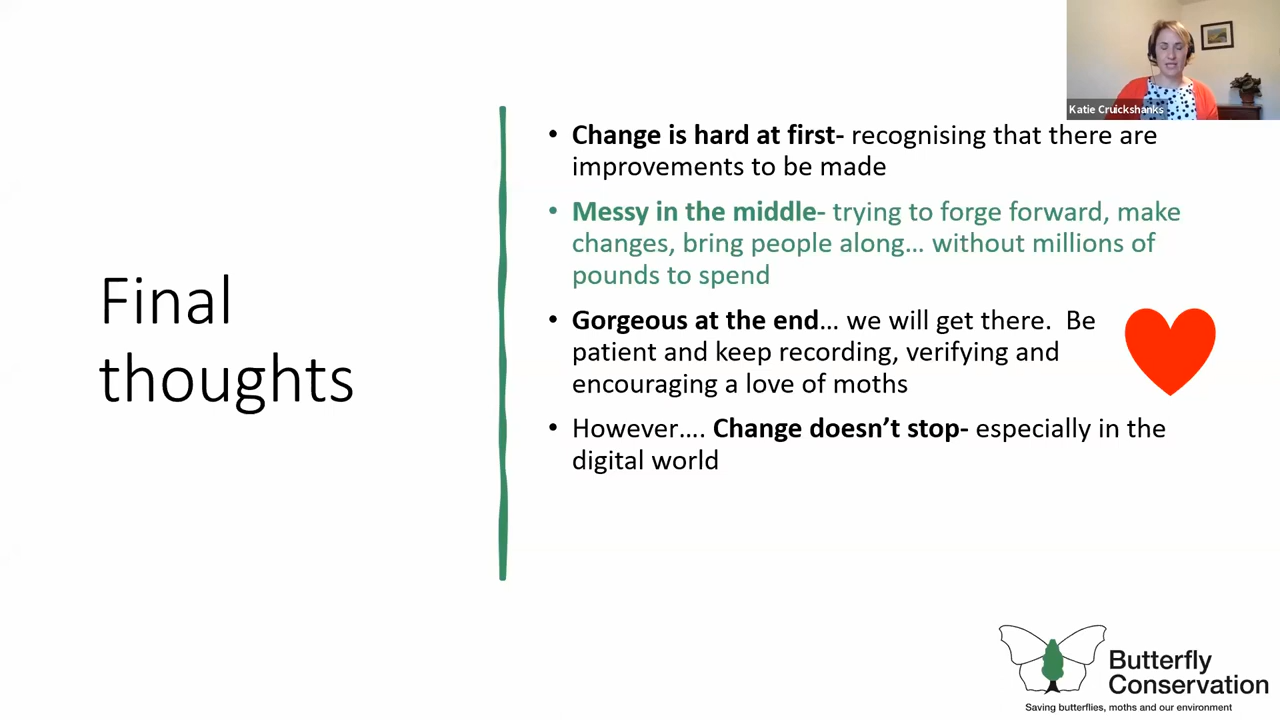 Katie Cruickshanks
Final
thoughts
• Change is hard at first- recognising that there are
improvements to be made
• Messy in the middle- trying to forge forward, make
changes, bring people along… without millions of
pounds to spend
• Gorgeous at the end… we will get there.  Be
patient and keep recording, verifying and
encouraging a love of moths
• However…. Change doesn’t stop- especially in the
digital world
Butterfly
Conservation
Saving butterflies, moths and our environment